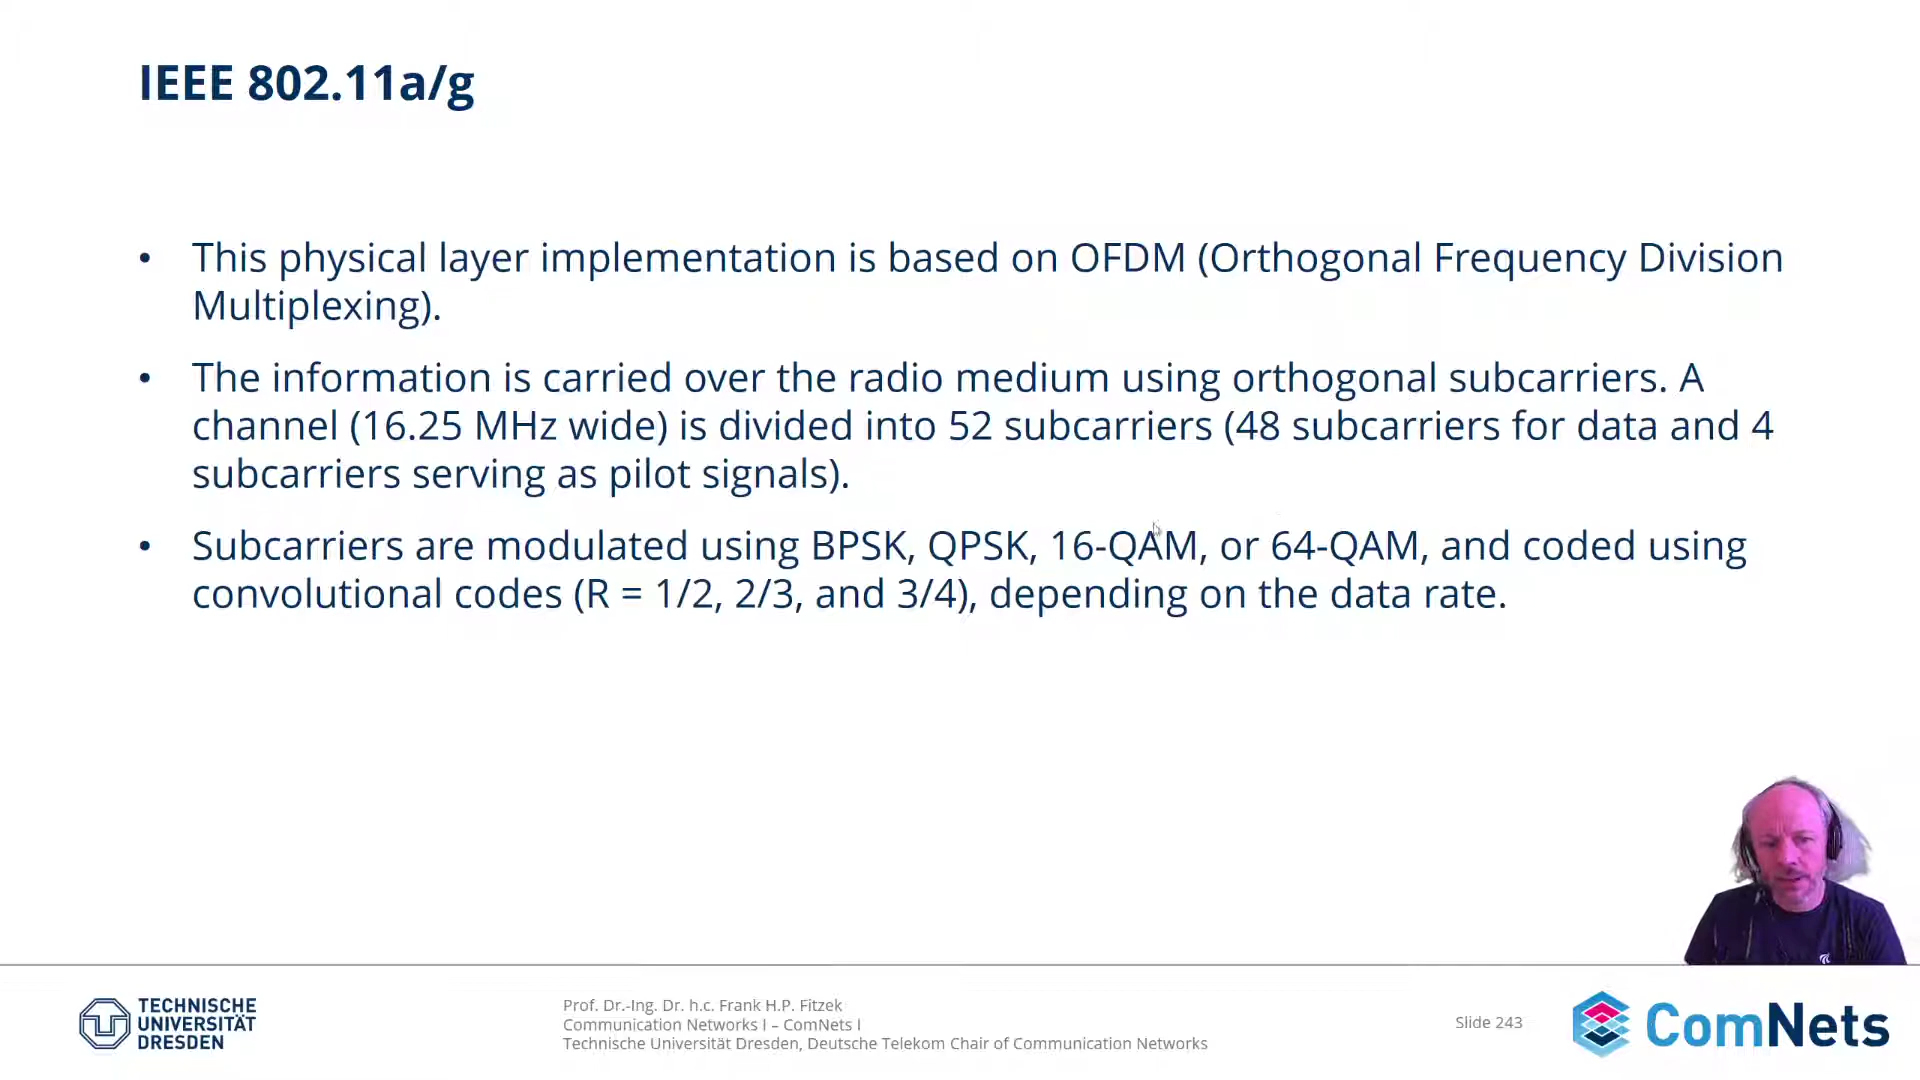 IEEE 802.11a/g
• This physical layer implementation is based on OFDM (Orthogonal Frequency Division
Multiplexing).
• The information is carried over the radio medium using orthogonal subcarriers. A
channel (16.25 MHz wide) is divided into 52 subcarriers (48 subcarriers for data and 4
subcarriers serving as pilot signals).
• Subcarriers are modulated using BPSK, QPSK, 16-QAM, or 64-QAM, and coded using
convolutional codes (R = 1/2, 2/3, and 3/4), depending on the data rate.
TECHNISCHE
UNIVERSITÄT
DRESDEN
Prof. Dr.-Ing. Dr. h.c. Frank H.P. Fitzek
Communication Networks I – ComNets I
Technische Universität Dresden, Deutsche Telekom Chair of Communication Networks
Slide 243
ComNets